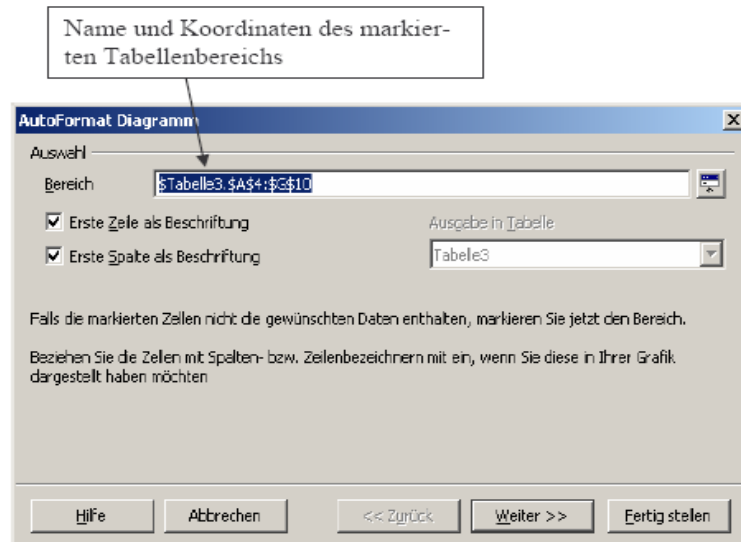 Name und Koordinaten des markier-
ten Tabellenbereichs
AutoFormat Diagramm
Auswahl
Bereich
$Tabelle3.$A$4:$G$10
Erste Zeile als Beschriftung
Ausgabe in Tabelle
Erste Spalte als Beschriftung
Tabelle3
Falls die markierten Zellen nicht die gewünschten Daten enthalten, markieren Sie jetzt den Bereich.
Beziehen Sie die Zellen mit Spalten- bzw. Zeilenbezeichnern mit ein, wenn Sie diese in Ihrer Grafik
dargestellt haben möchten
Hilfe
Abbrechen
<< Zurück
Weiter >>
Fertig stellen